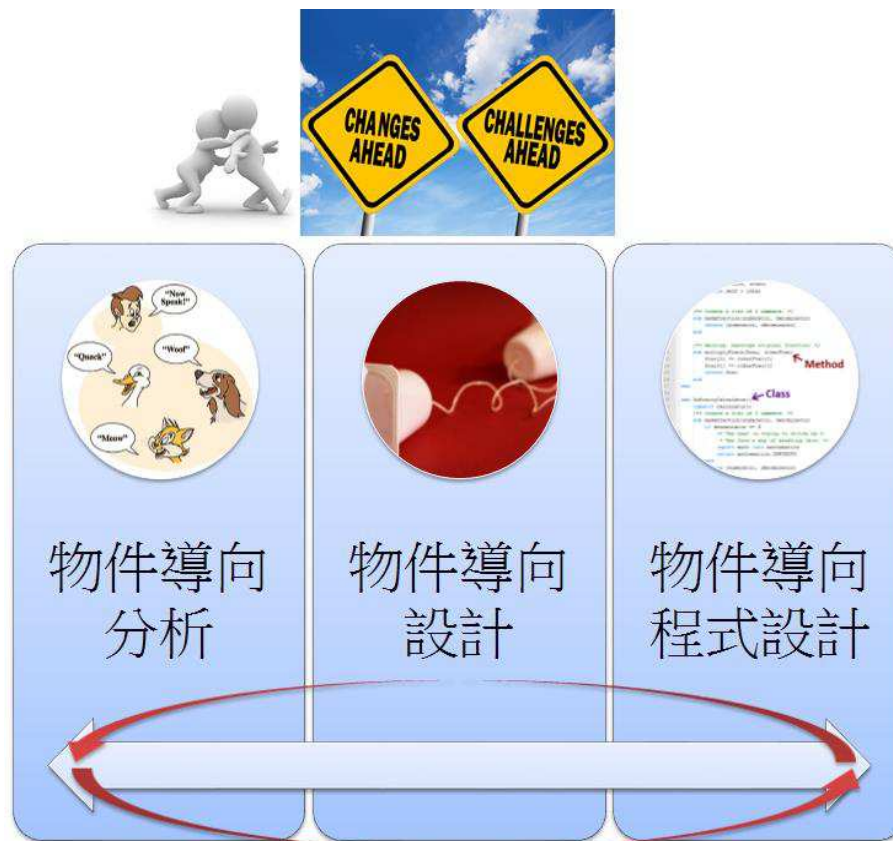 CHANGES
AHEAD
CHALLENGES
AHEAD
"Now
Speak!"
"Quack"
"Woof"
"Meow"
Method
Class
物件導向
分析
物件導向
設計
物件導向
程式設計